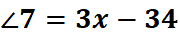 ∠7 = 3x − 34